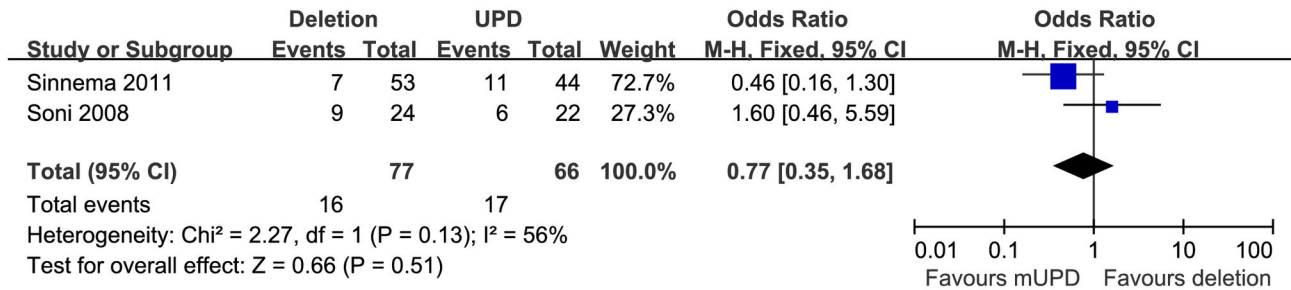 Deletion UPD Odds Ratio Odds Ratio
Study or Subgroup Events Total Events Total Weight M-H, Fixed, 95% CI M-H, Fixed, 95% CI
Sinnema 2011 7 53 11 44 72.7% 0.46 [0.16, 1.30]
Soni 2008 9 24 6 22 27.3% 1.60 [0.46, 5.59]
Total (95% CI) 77 66 100.0% 0.77 [0.35, 1.68]
Total events 16 17
Heterogeneity: Chi² = 2.27, df = 1 (P = 0.13); I² = 56%
Test for overall effect: Z = 0.66 (P = 0.51)
0.01 0.1 1 10 100
Favours mUPD Favours deletion